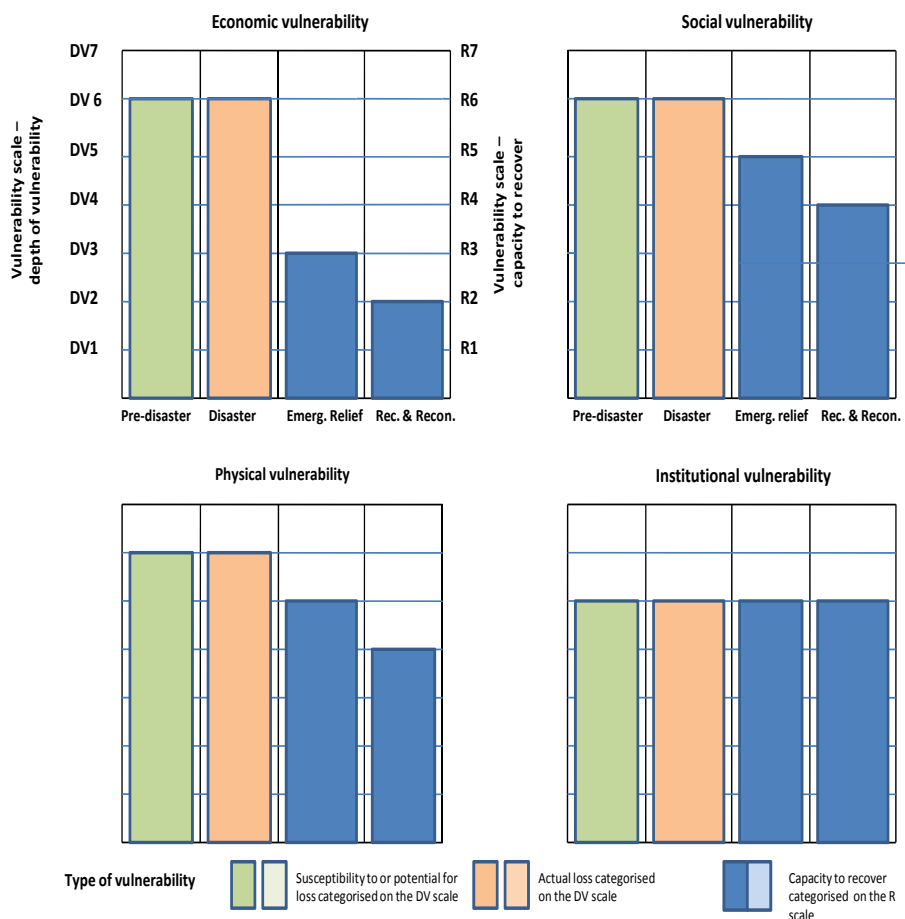 Economic vulnerability
Social vulnerability
Vulnerability scale –
depth of vulnerability
DV7
DV 6
DV5
DV4
DV3
DV2
DV1
Vulnerability scale –
capacity to recover
R7
R6
R5
R4
R3
R2
R1
Pre-disaster
Disaster
Emerg. Relief
Rec. & Recon.
Pre-disaster
Disaster
Emerg. relief
Rec. & Recon.
Physical vulnerability
Institutional vulnerability
Type of vulnerability
Susceptibility to or potential for
loss categorised on the DV scale
Actual loss categorised
on the DV scale
Capacity to recover
categorised on the R
scale